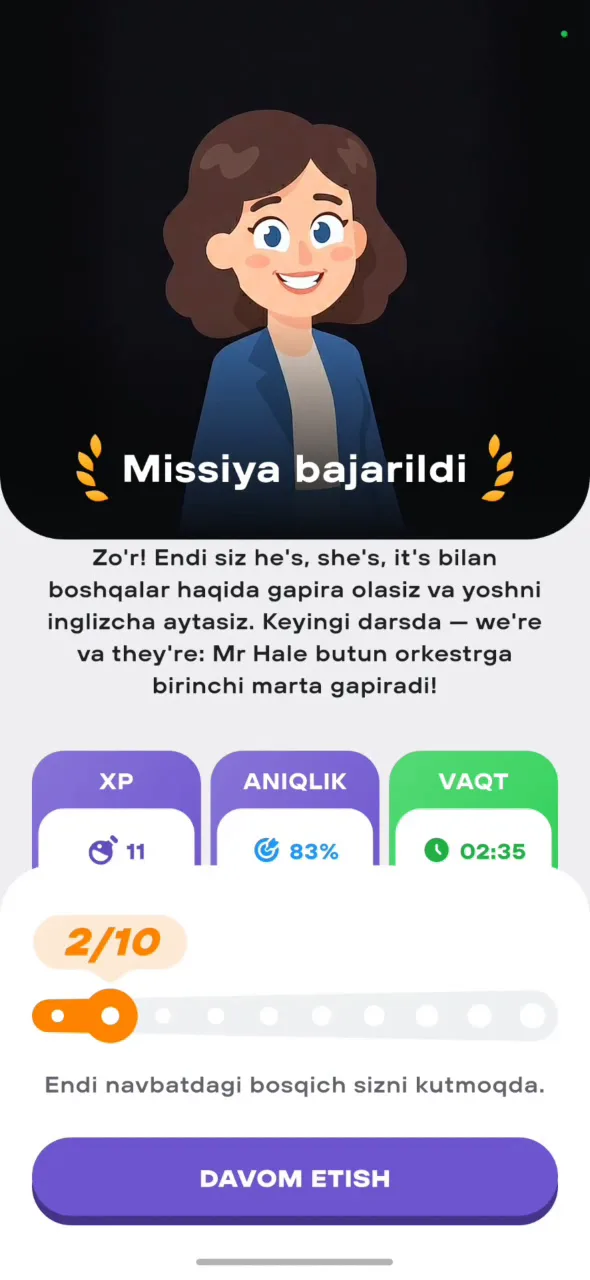 Missiya bajarildi
Zo'r! Endi siz he's, she's, it's bilan
boshqalar haqida gapira olasiz va yoshni
inglizcha aytasiz. Keyingi darsda — we're
va they're: Mr Hale butun orkestrga
birinchi marta gapiradi!
XP ANIQLIK VAQT
11 83% 02:35
2/10
Endi navbatdagi bosqich sizni kutmoqda.
DAVOM ETISH